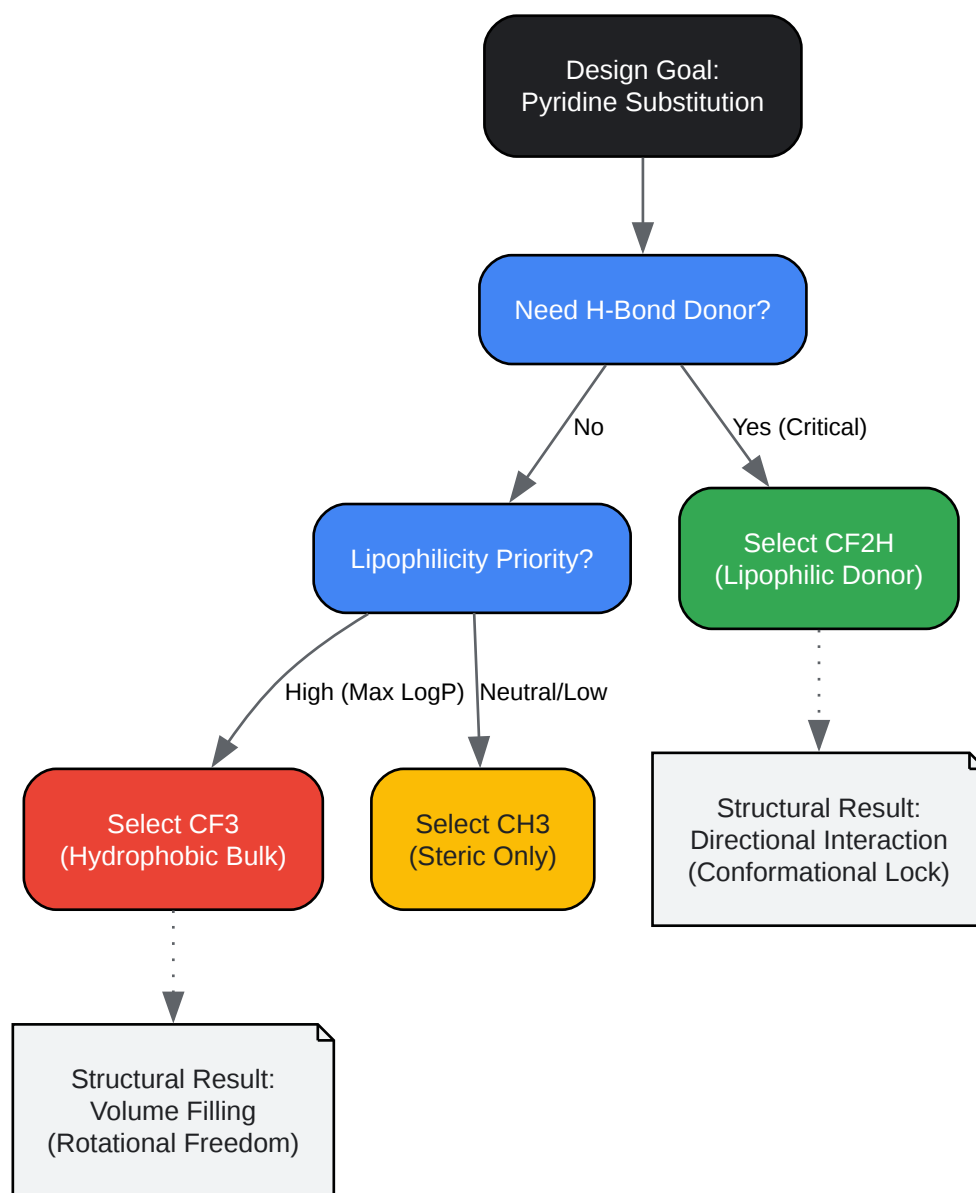 Design Goal:
Pyridine Substitution
Need H-Bond Donor?
No
Yes (Critical)
Lipophilicity Priority?
Select CF2H
(Lipophilic Donor)
High (Max LogP)
Neutral/Low
Select CF3
(Hydrophobic Bulk)
Select CH3
(Steric Only)
Structural Result:
Directional Interaction
(Conformational Lock)
Structural Result:
Volume Filling
(Rotational Freedom)